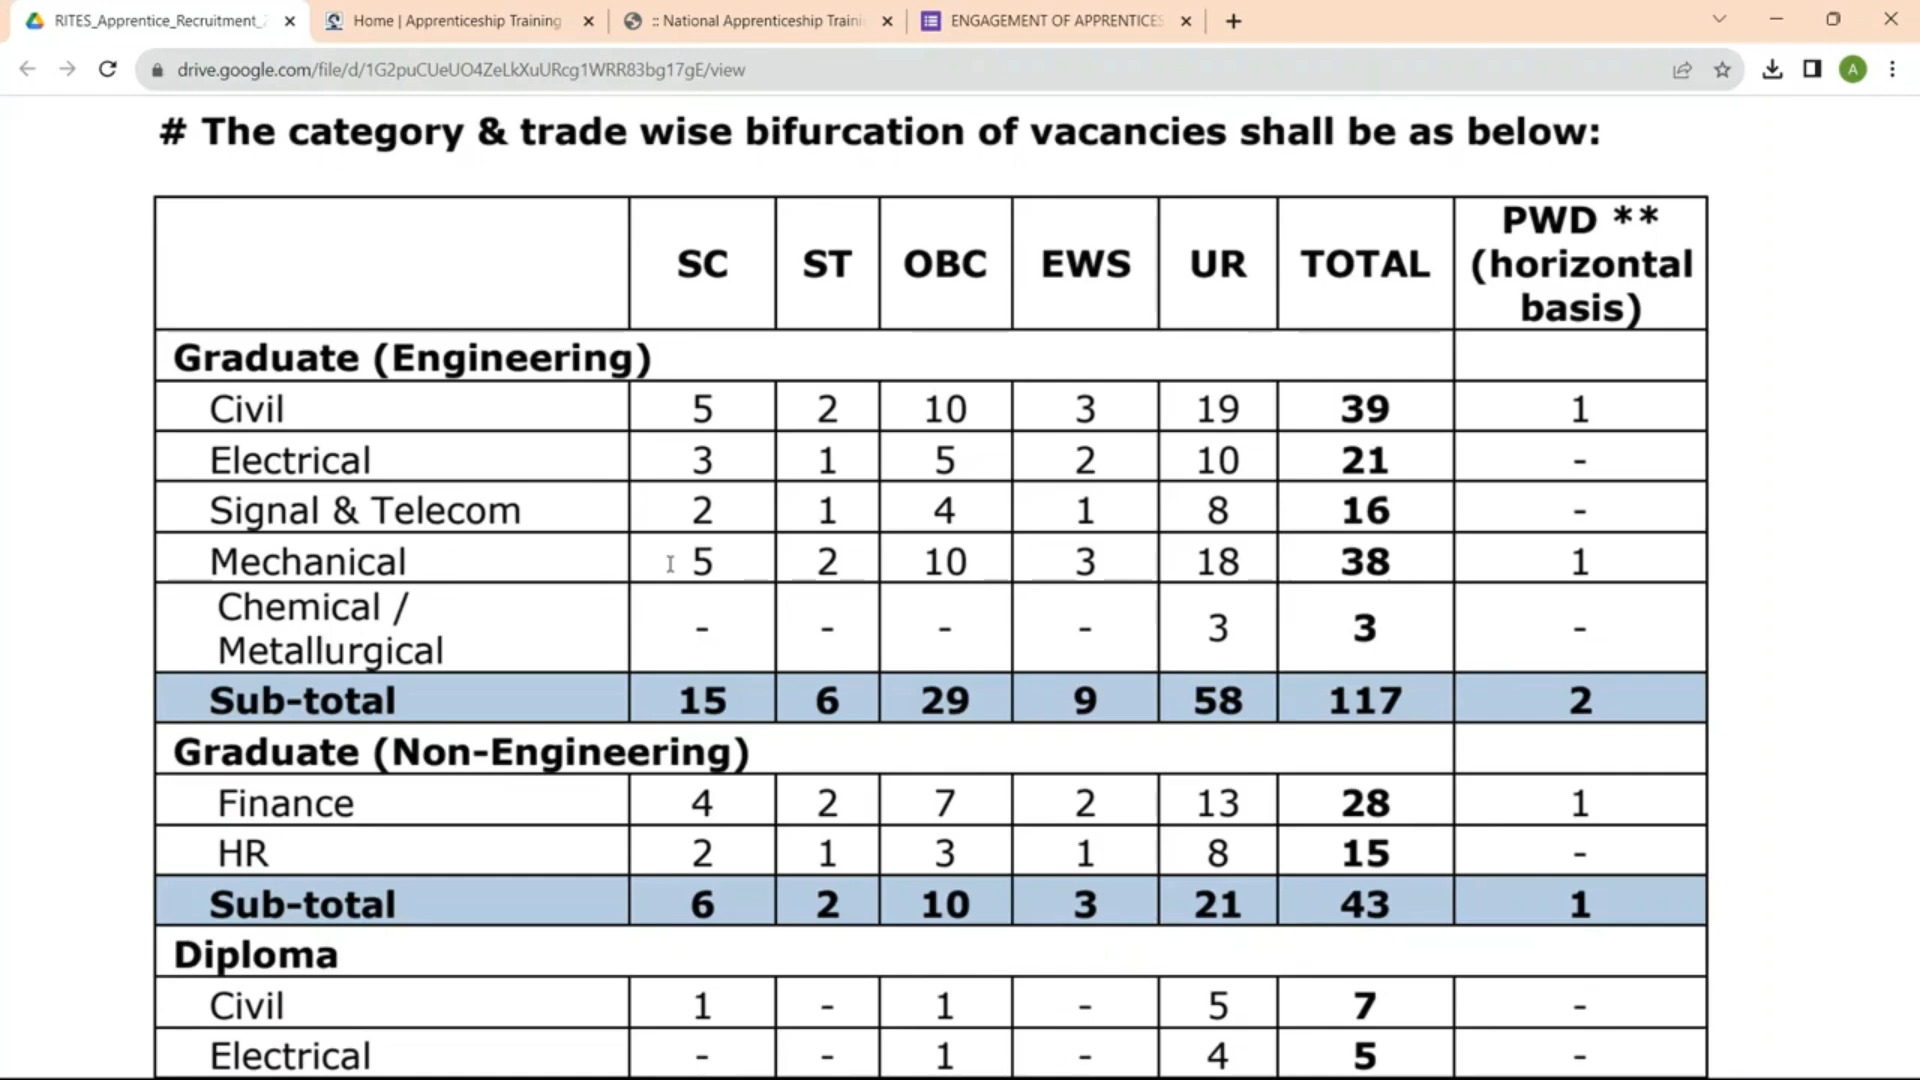 RITES_Apprentice_Recruitment_2
Home | Apprenticeship Training
:: National Apprenticeship Traini
ENGAGEMENT OF APPRENTICES
drive.google.com/file/d/1G2puCUeUO4ZeLkXuURcg1WRR83bg17gE/view
A
# The category & trade wise bifurcation of vacancies shall be as below:
SC ST OBC EWS UR TOTAL PWD ** (horizontal basis)
Graduate (Engineering)
Civil 5 2 10 3 19 39 1
Electrical 3 1 5 2 10 21 -
Signal & Telecom 2 1 4 1 8 16 -
Mechanical 5 2 10 3 18 38 1
Chemical / Metallurgical - - - - 3 3 -
Sub-total 15 6 29 9 58 117 2
Graduate (Non-Engineering)
Finance 4 2 7 2 13 28 1
HR 2 1 3 1 8 15 -
Sub-total 6 2 10 3 21 43 1
Diploma
Civil 1 - 1 - 5 7 -
Electrical - - 1 - 4 5 -